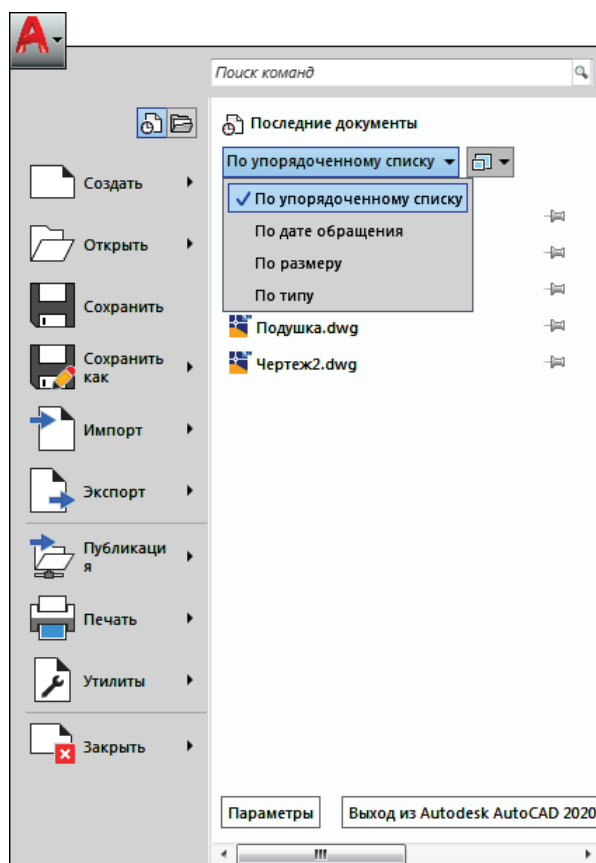 Поиск команд
Последние документы
По упорядоченному списку
По упорядоченному списку
По дате обращения
По размеру
По типу
Подушка.dwg
Чертеж2.dwg
Создать
Открыть
Сохранить
Сохранить
как
Импорт
Экспорт
Публикаци
я
Печать
Утилиты
Закрыть
Параметры
Выход из Autodesk AutoCAD 2020